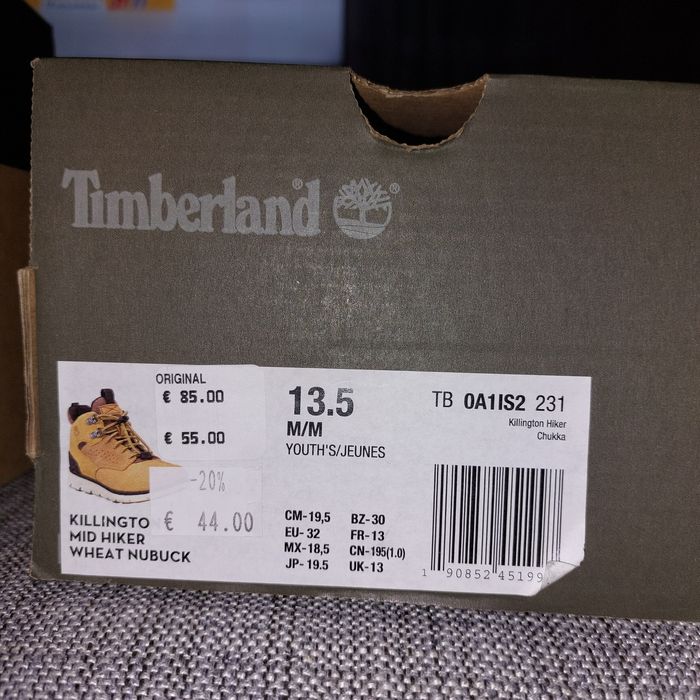 Timberland®
ORIGINAL
€ 85.00
€ 55.00
-20%
€ 44.00
KILLINGTO
MID HIKER
WHEAT NUBUCK
13.5
M/M
YOUTH'S/JEUNES
CM-19,5 BZ-30
EU-32 FR-13
MX-18,5 CN-195(1.0)
JP-19.5 UK-13
TB 0A1IS2 231
Killington Hiker
Chukka
1 90852 45199